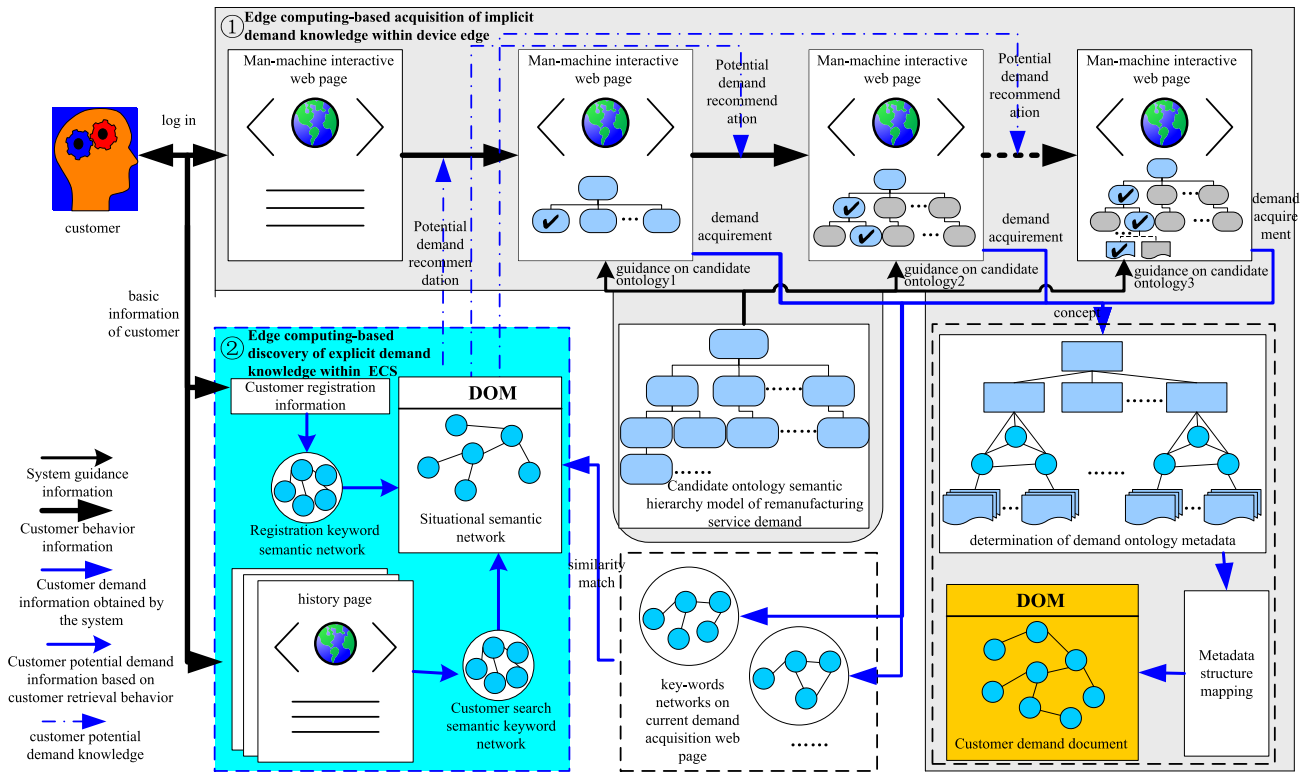 ① Edge computing-based acquisition of implicit
demand knowledge within device edge
Man-machine interactive
web page
Man-machine interactive
web page
Potential
demand
recommend
ation
Man-machine interactive
web page
Potential
demand
recommend
ation
Man-machine interactive
web page
log in
customer
Potential
demand
recommen
dation
demand
acquirement
demand
acquirement
demand
acquire
ment
guidance on candidate
ontology1
guidance on candidate
ontology2
guidance on candidate
ontology3
basic
information
of customer
concept
② Edge computing-based
discovery of explicit demand
knowledge within ECS
Customer registration
information
DOM
Situational semantic
network
Registration keyword
semantic network
history page
Customer search
semantic keyword
network
Candidate ontology semantic
hierarchy model of remanufacturing
service demand
similarity
match
key-words
networks on
current demand
acquisition web
page
determination of demand ontology metadata
DOM
Customer demand document
Metadata
structure
mapping
System guidance
information
Customer behavior
information
Customer demand
information obtained by
the system
Customer potential demand
information based on
customer retrieval behavior
customer potential
demand knowledge